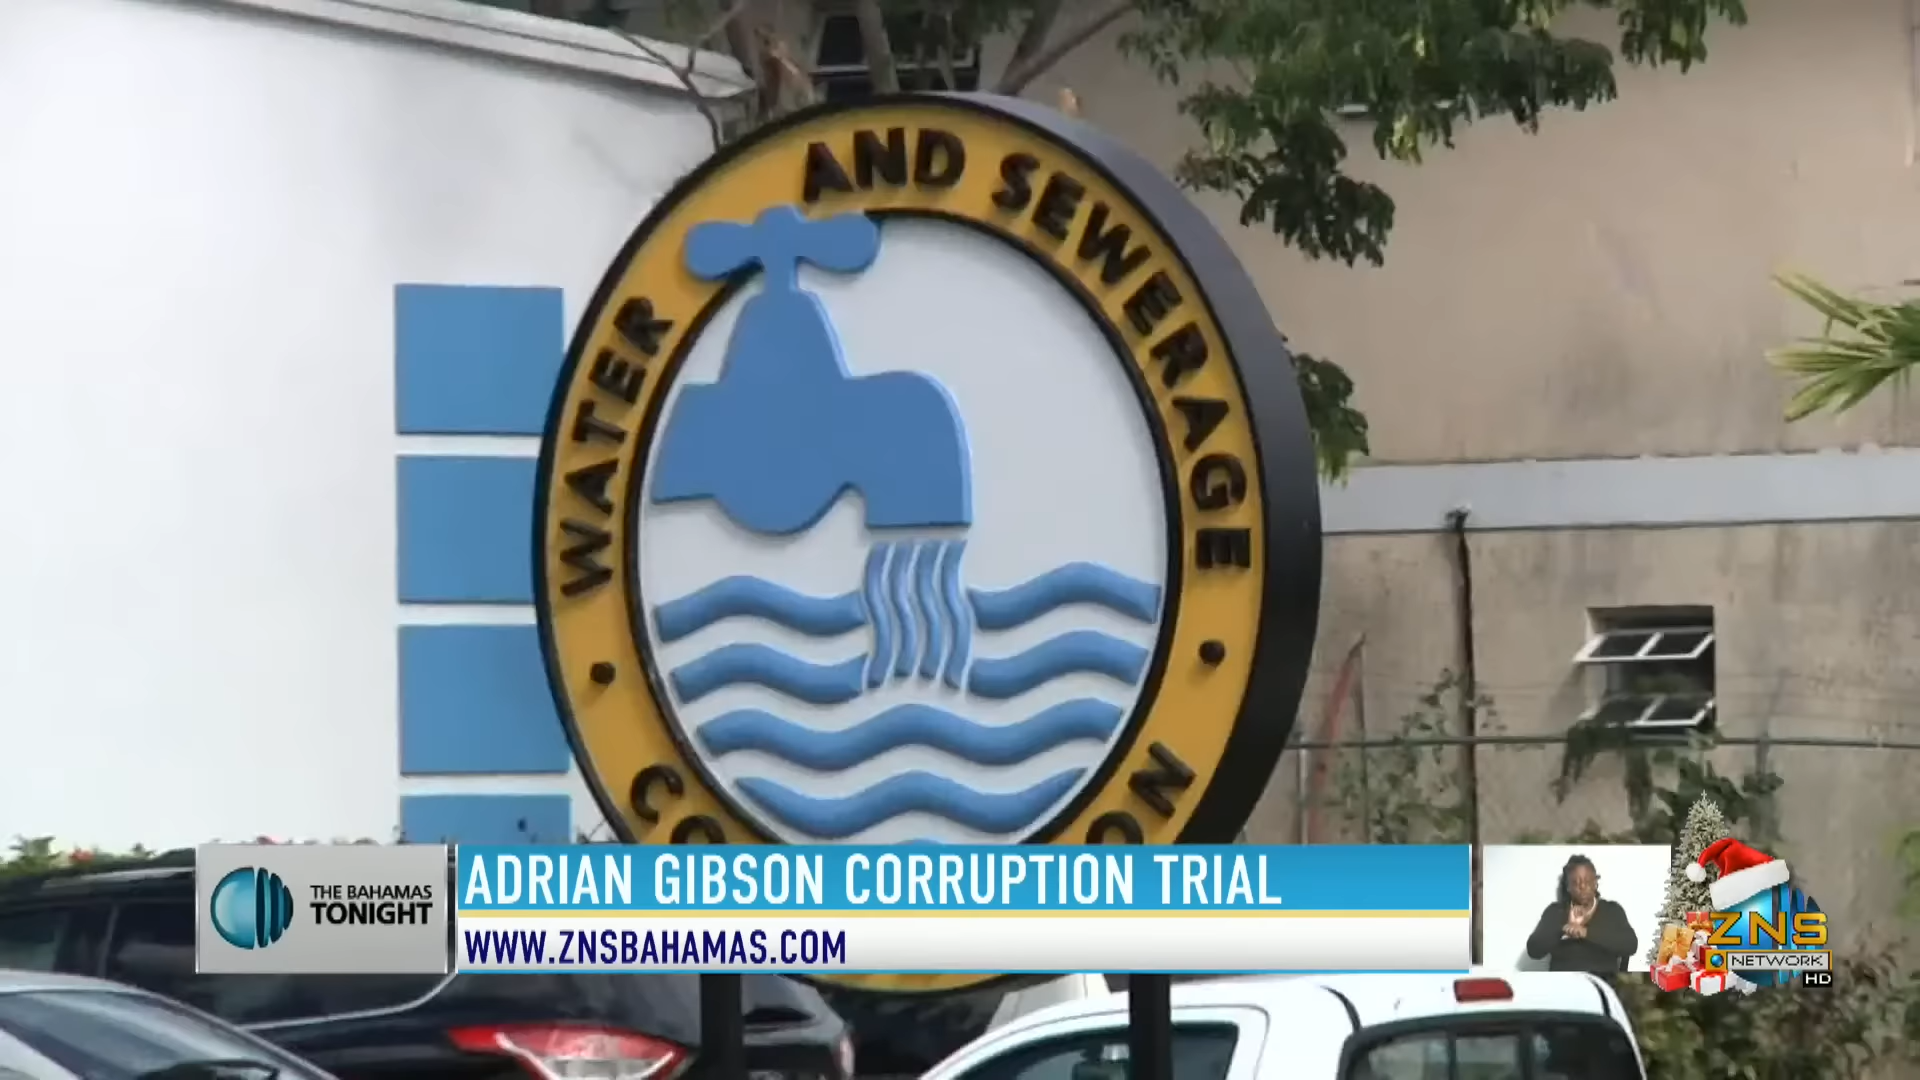 WATER AND SEWERAGE
THE BAHAMAS
TONIGHT
ADRIAN GIBSON CORRUPTION TRIAL
WWW.ZNSBAHAMAS.COM
ZNS
NETWORK
HD